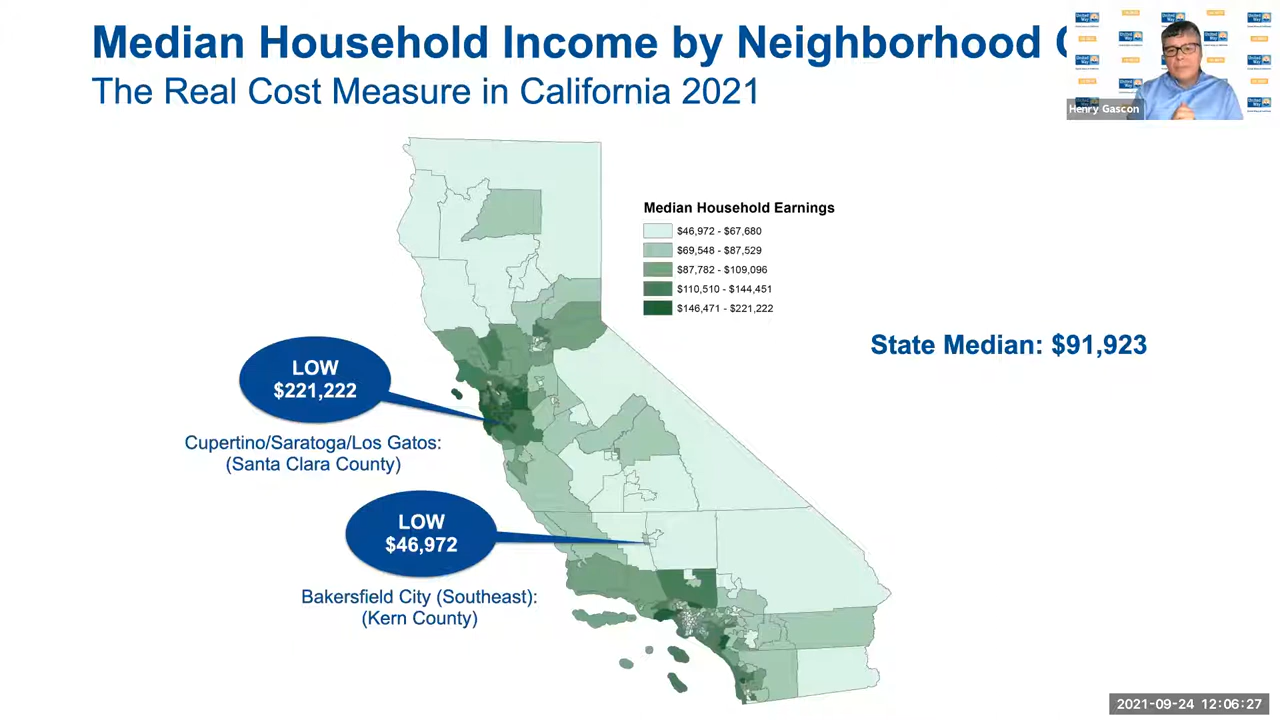 Median Household Income by Neighborhood
The Real Cost Measure in California 2021
United Way
Henry Gascon
Median Household Earnings
$46,972 - $67,680
$69,548 - $87,529
$87,782 - $109,096
$110,510 - $144,451
$146,471 - $221,222
State Median: $91,923
LOW
$221,222
Cupertino/Saratoga/Los Gatos:
(Santa Clara County)
LOW
$46,972
Bakersfield City (Southeast):
(Kern County)
2021-09-24 12:06:27